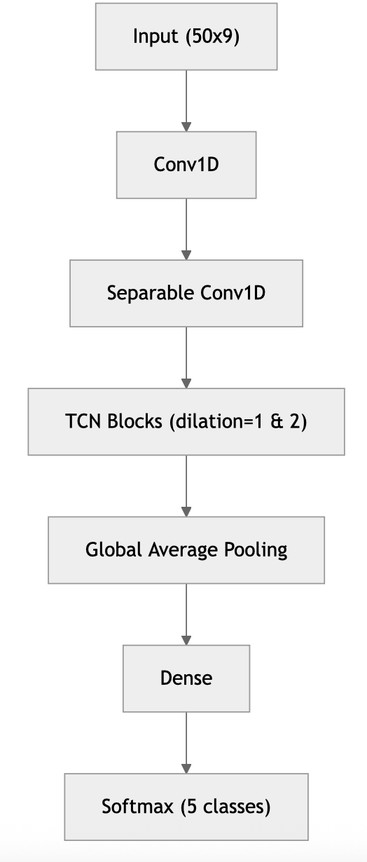 Input (50x9)
Conv1D
Separable Conv1D
TCN Blocks (dilation=1 & 2)
Global Average Pooling
Dense
Softmax (5 classes)